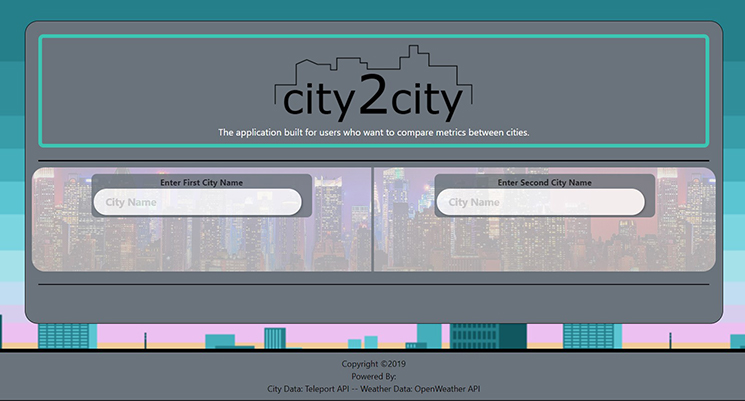 city2city
The application built for users who want to compare metrics between cities.
Enter First City Name
City Name
Enter Second City Name
City Name
Copyright ©2019
Powered By:
City Data: Teleport API -- Weather Data: OpenWeather API